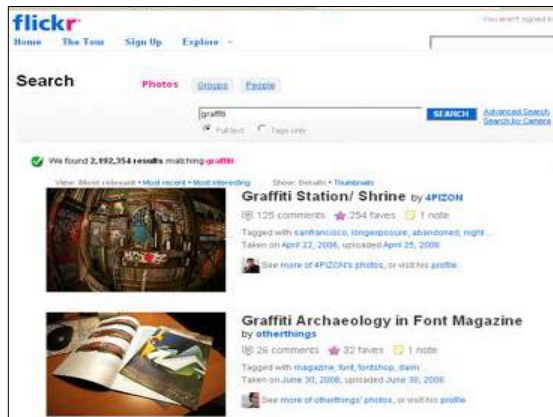 flickr
You aren't signed in
Home The Tour Sign Up Explore
Search Photos Groups People
graffiti SEARCH Advanced Search
Search by Camera
Full text Tags only
We found 2,192,354 results matching graffiti.
View: Most relevant • Most recent • Most interesting Show: Details • Thumbnails
Graffiti Station/ Shrine by 4PIZON
125 comments 254 faves 1 note
Tagged with sanfrancisco, longexposure, abandoned, night ...
Taken on April 22, 2006, uploaded April 25, 2006
See more of 4PIZON's photos, or visit his profile.
Graffiti Archaeology in Font Magazine
by otherthings
26 comments 32 faves 1 note
Tagged with magazine, font, fontshop, daim ...
Taken on June 30, 2006, uploaded June 30, 2006
See more of otherthings' photos, or visit his profile.